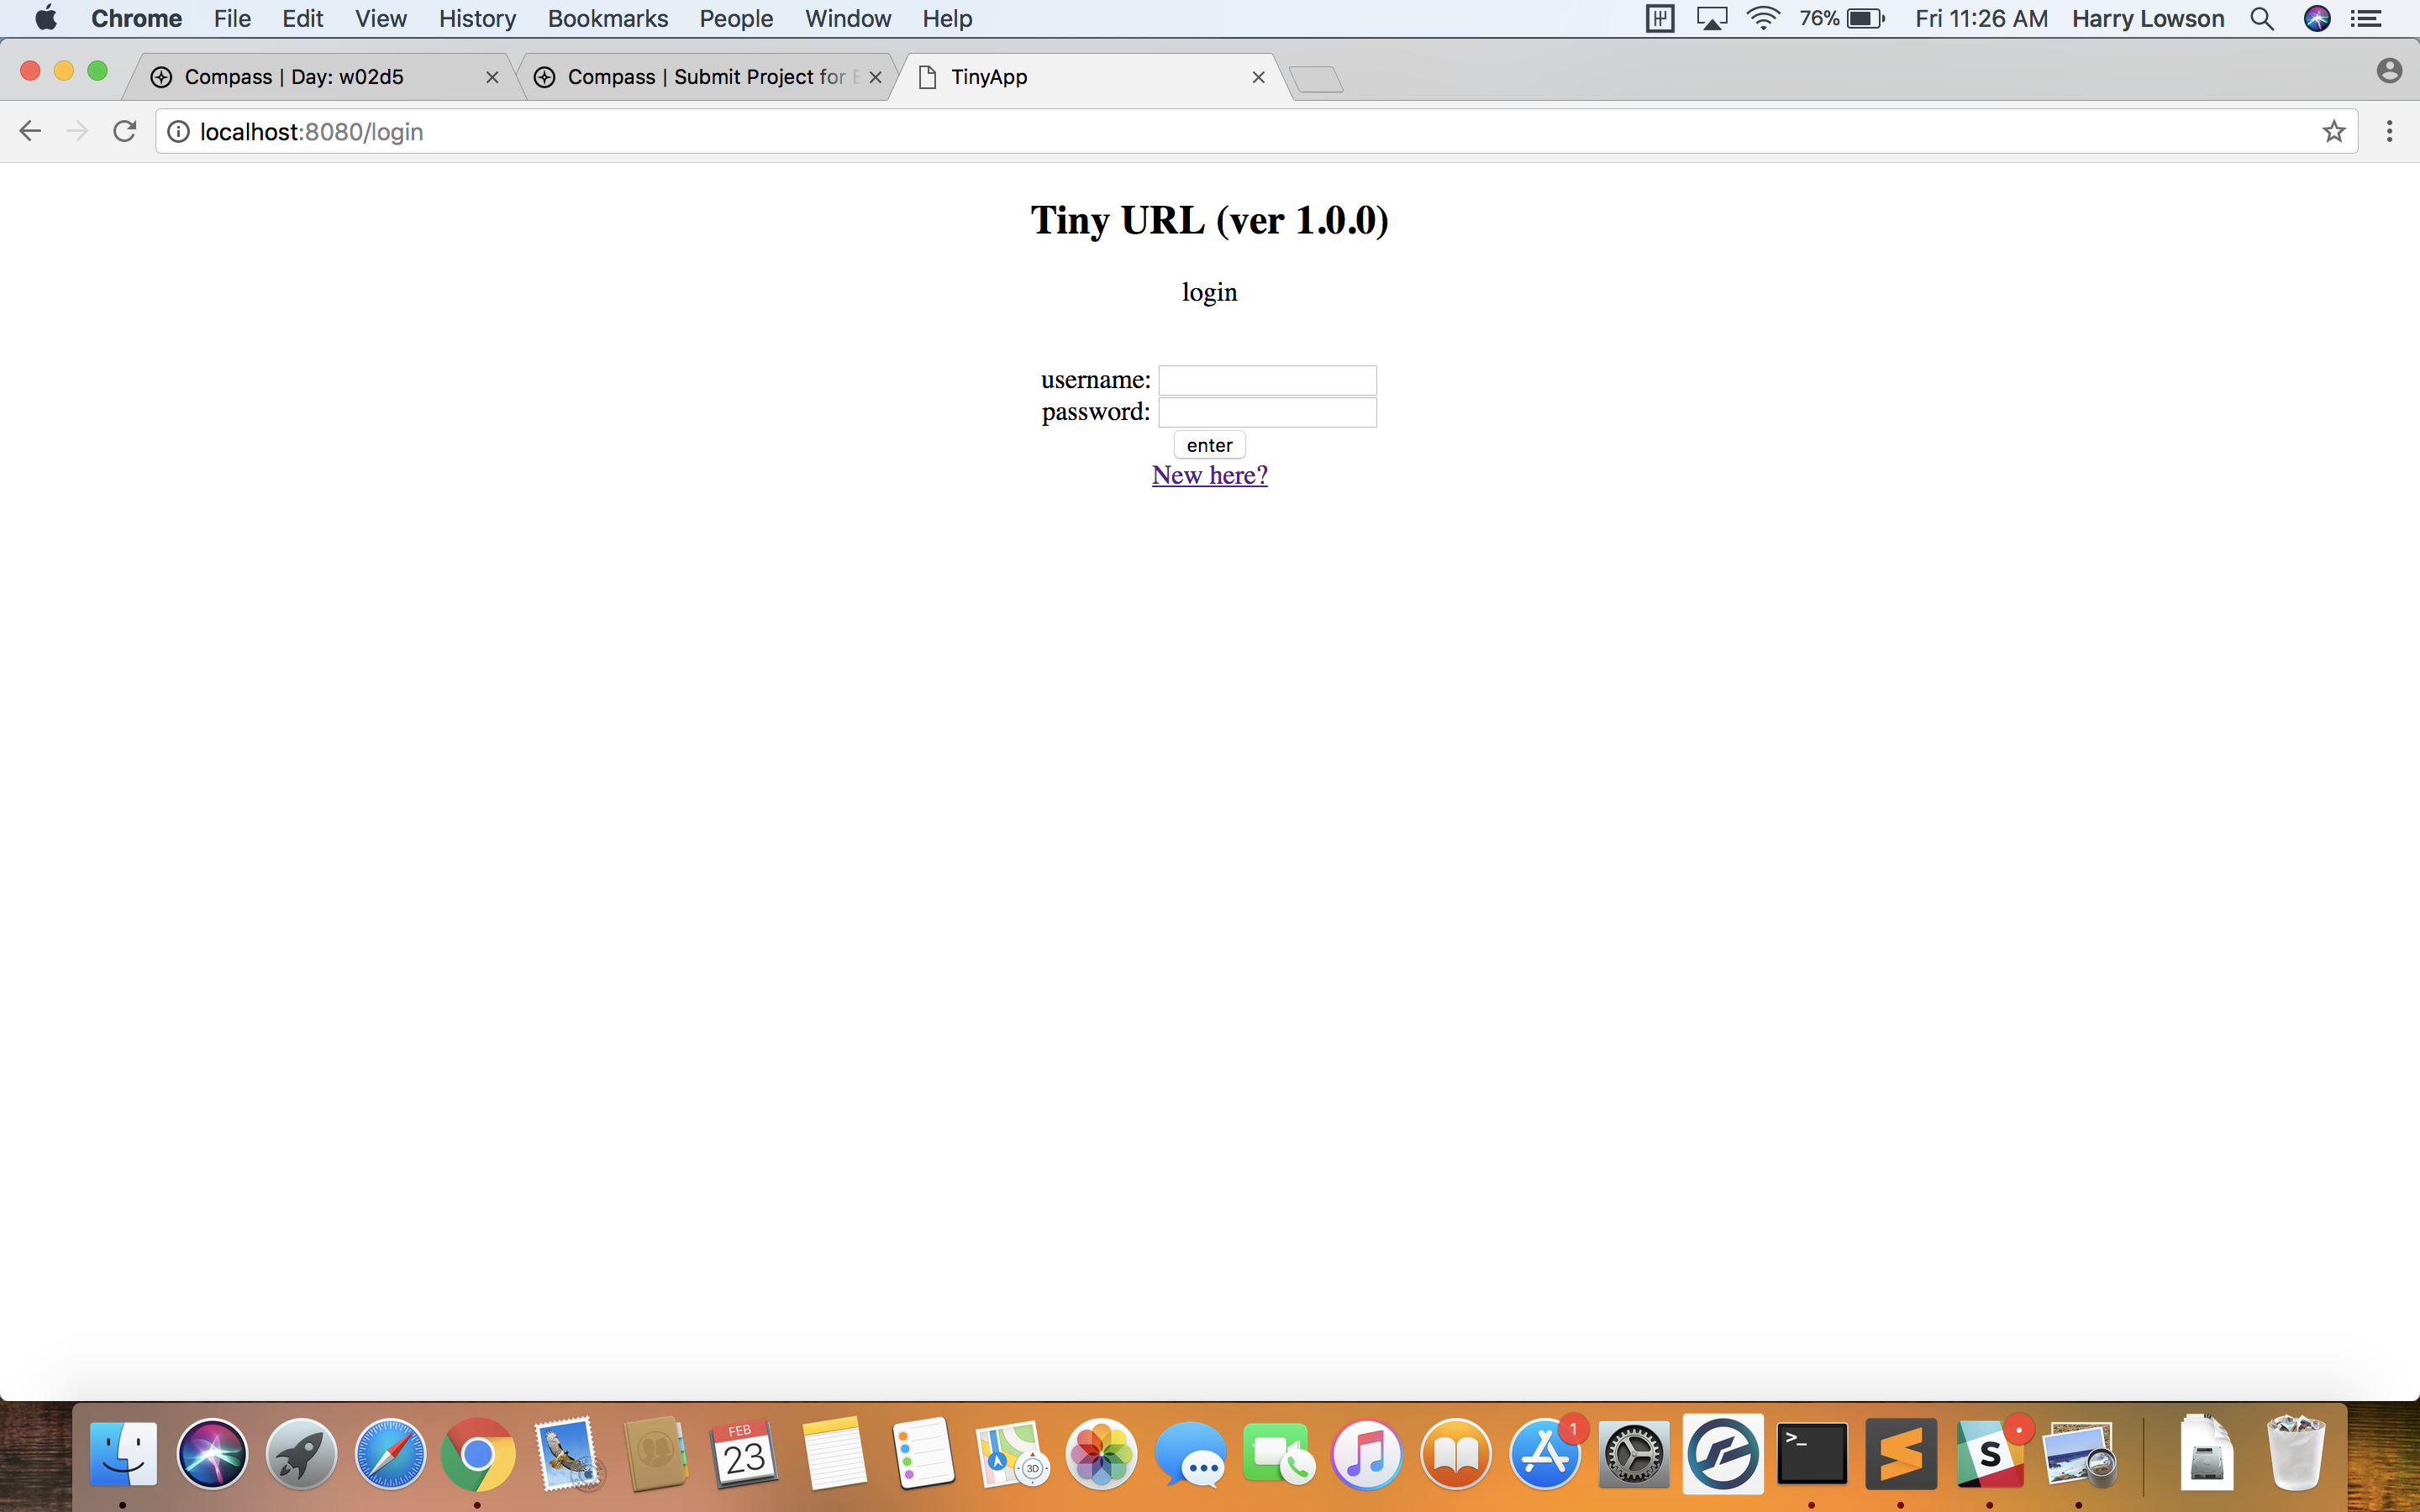 Chrome File Edit View History Bookmarks People Window Help 76% Fri 11:26 AM Harry Lowson
Compass | Day: w02d5 Compass | Submit Project for E TinyApp
localhost:8080/login
Tiny URL (ver 1.0.0)
login
username:
password:
enter
New here?
FEB
23
3D
1
>_
S